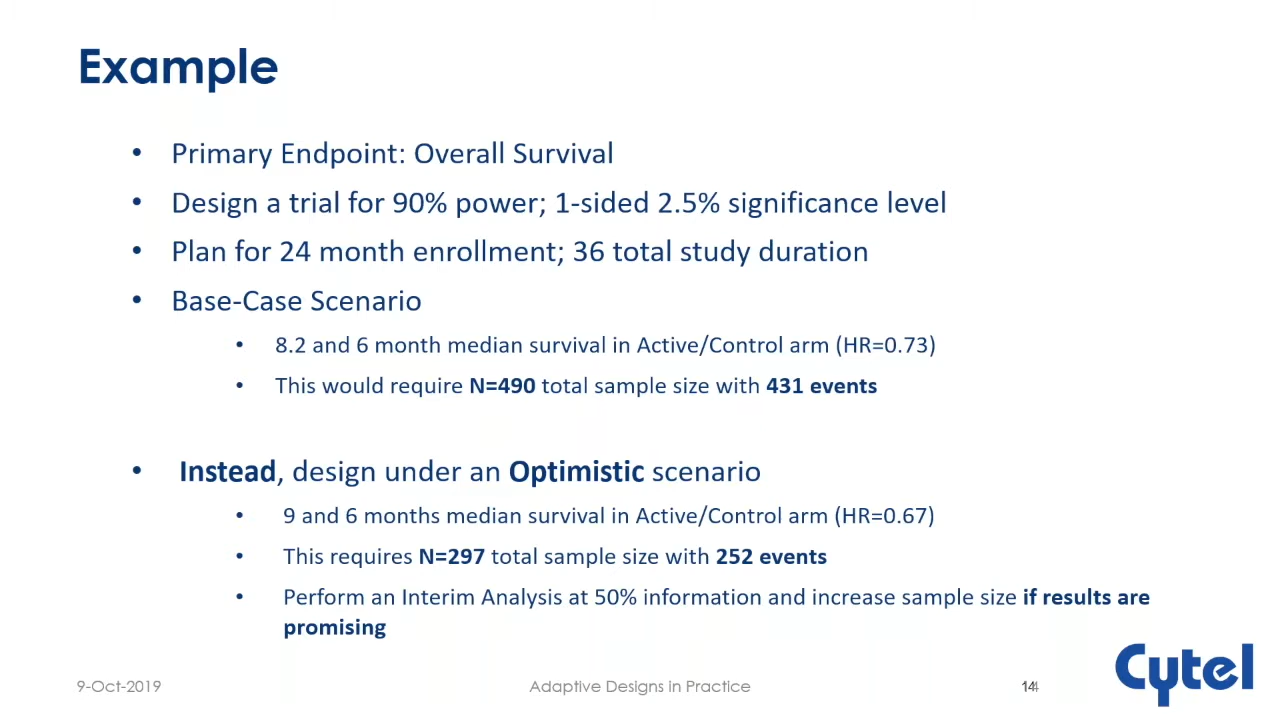 Example
• Primary Endpoint: Overall Survival
• Design a trial for 90% power; 1-sided 2.5% significance level
• Plan for 24 month enrollment; 36 total study duration
• Base-Case Scenario
• 8.2 and 6 month median survival in Active/Control arm (HR=0.73)
• This would require N=490 total sample size with 431 events
• Instead, design under an Optimistic scenario
• 9 and 6 months median survival in Active/Control arm (HR=0.67)
• This requires N=297 total sample size with 252 events
• Perform an Interim Analysis at 50% information and increase sample size if results are
promising
9-Oct-2019
Adaptive Designs in Practice
14
Cytel